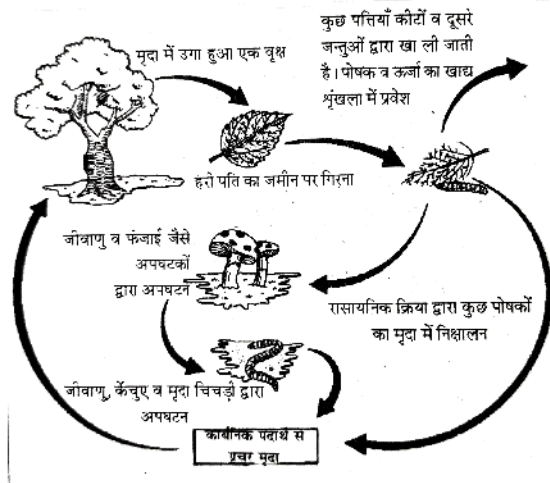 मृदा में उगा हुआ एक वृक्ष
कुछ पत्तियाँ कीटों व दूसरे
जन्तुओं द्वारा खा ली जाती
है। पोषक व ऊर्जा का खाद्य
श्रृंखला में प्रवेश
हरी पति का जमीन पर गिरना
जीवाणु व फंजाई जैसे
अपघटकों
द्वारा अपघटन
रासायनिक क्रिया द्वारा कुछ पोषकों
का मृदा में निक्षालन
जीवाणु, केंचुए व मृदा चिचड़ी द्वारा
अपघटन
कार्बनिक पदार्थ से
प्रचुर मृदा